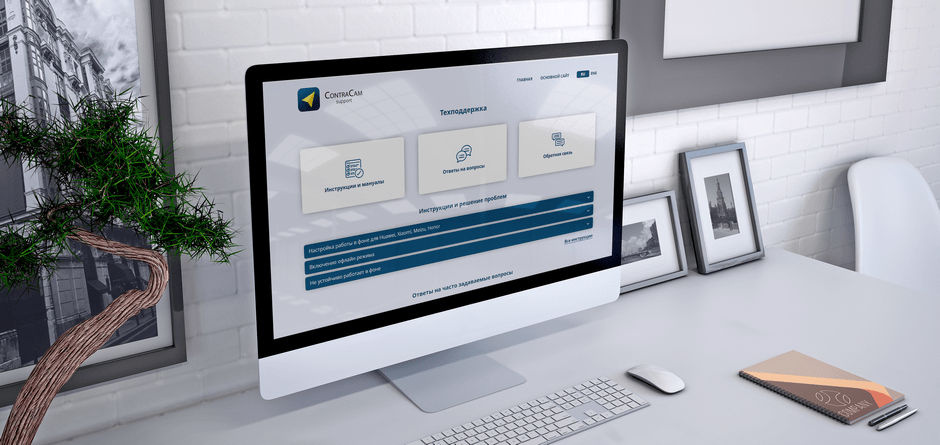 ContraCam
Support
ГЛАВНАЯ
ОСНОВНОЙ САЙТ
RU
ENG
Техподдержка
Инструкции и мануалы
Ответы на вопросы
Обратная связь
Инструкции и решение проблем
Настройка работы в фоне для Huawei, Xiaomi, Meizu, Honor
Включение офлайн режима
Не устойчиво работает в фоне
Все инструкции
Ответы на часто задаваемые вопросы
COMPANY